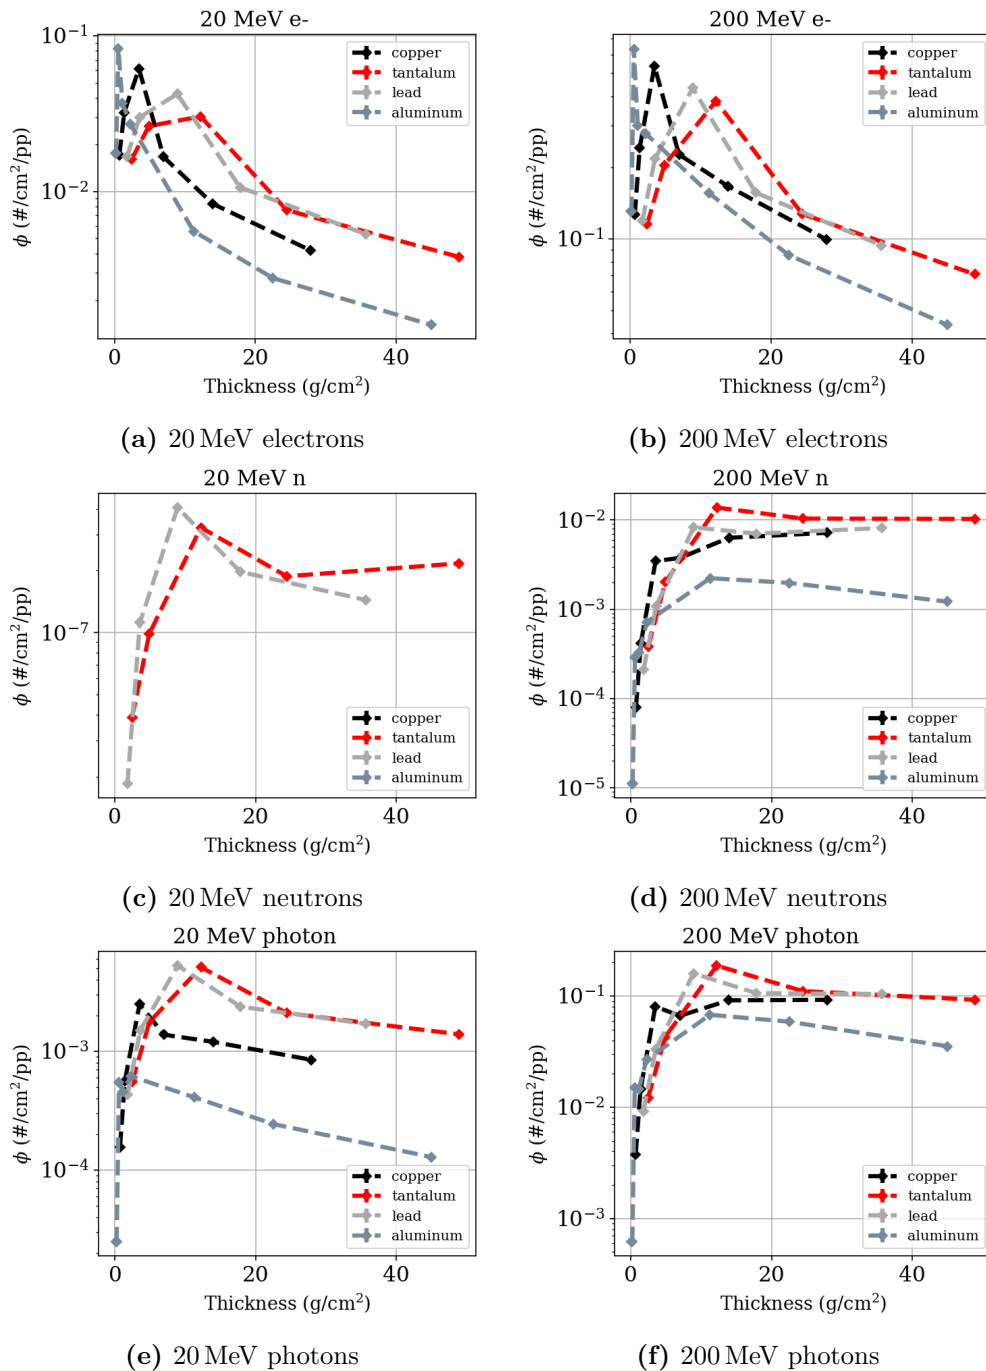 20 MeV e-
ϕ (#/cm²/pp)
10⁻¹
10⁻²
copper
tantalum
lead
aluminum
0
20
40
Thickness (g/cm²)
(a) 20 MeV electrons
200 MeV e-
ϕ (#/cm²/pp)
10⁻¹
copper
tantalum
lead
aluminum
0
20
40
Thickness (g/cm²)
(b) 200 MeV electrons
20 MeV n
ϕ (#/cm²/pp)
10⁻⁷
copper
tantalum
lead
aluminum
0
20
40
Thickness (g/cm²)
(c) 20 MeV neutrons
200 MeV n
ϕ (#/cm²/pp)
10⁻²
10⁻³
10⁻⁴
10⁻⁵
copper
tantalum
lead
aluminum
0
20
40
Thickness (g/cm²)
(d) 200 MeV neutrons
20 MeV photon
ϕ (#/cm²/pp)
10⁻³
10⁻⁴
copper
tantalum
lead
aluminum
0
20
40
Thickness (g/cm²)
(e) 20 MeV photons
200 MeV photon
ϕ (#/cm²/pp)
10⁻¹
10⁻²
10⁻³
copper
tantalum
lead
aluminum
0
20
40
Thickness (g/cm²)
(f) 200 MeV photons